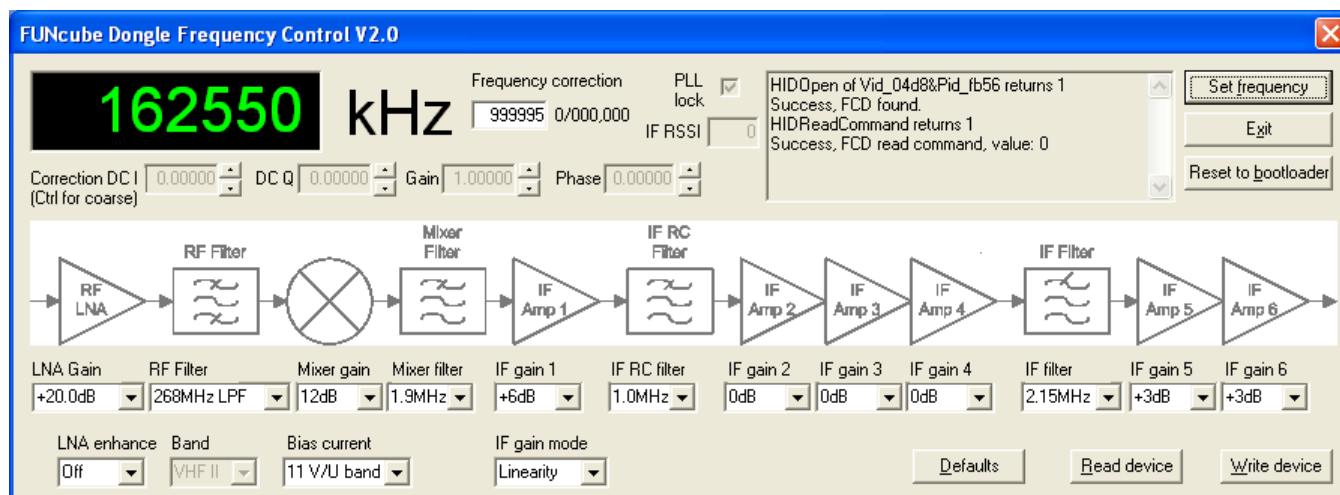 FUNcube Dongle Frequency Control V2.0
162550 kHz
Frequency correction
999995 0/000,000
PLL lock
IF RSSI 0
HIDOpen of Vid_04d8&Pid_fb56 returns 1
Success, FCD found.
HIDReadCommand returns 1
Success, FCD read command, value: 0
Set frequency
Exit
Reset to bootloader
Correction DC I 0.00000 DC Q 0.00000 Gain 1.00000 Phase 0.00000
(Ctrl for coarse)
RF LNA
RF Filter
Mixer Filter
IF Amp 1
IF RC Filter
IF Amp 2
IF Amp 3
IF Amp 4
IF Filter
IF Amp 5
IF Amp 6
LNA Gain RF Filter Mixer gain Mixer filter IF gain 1 IF RC filter IF gain 2 IF gain 3 IF gain 4 IF filter IF gain 5 IF gain 6
+20.0dB 268MHz LPF 12dB 1.9MHz +6dB 1.0MHz 0dB 0dB 0dB 2.15MHz +3dB +3dB
LNA enhance Band Bias current IF gain mode
Off VHF II 11 V/U band Linearity
Defaults Read device Write device